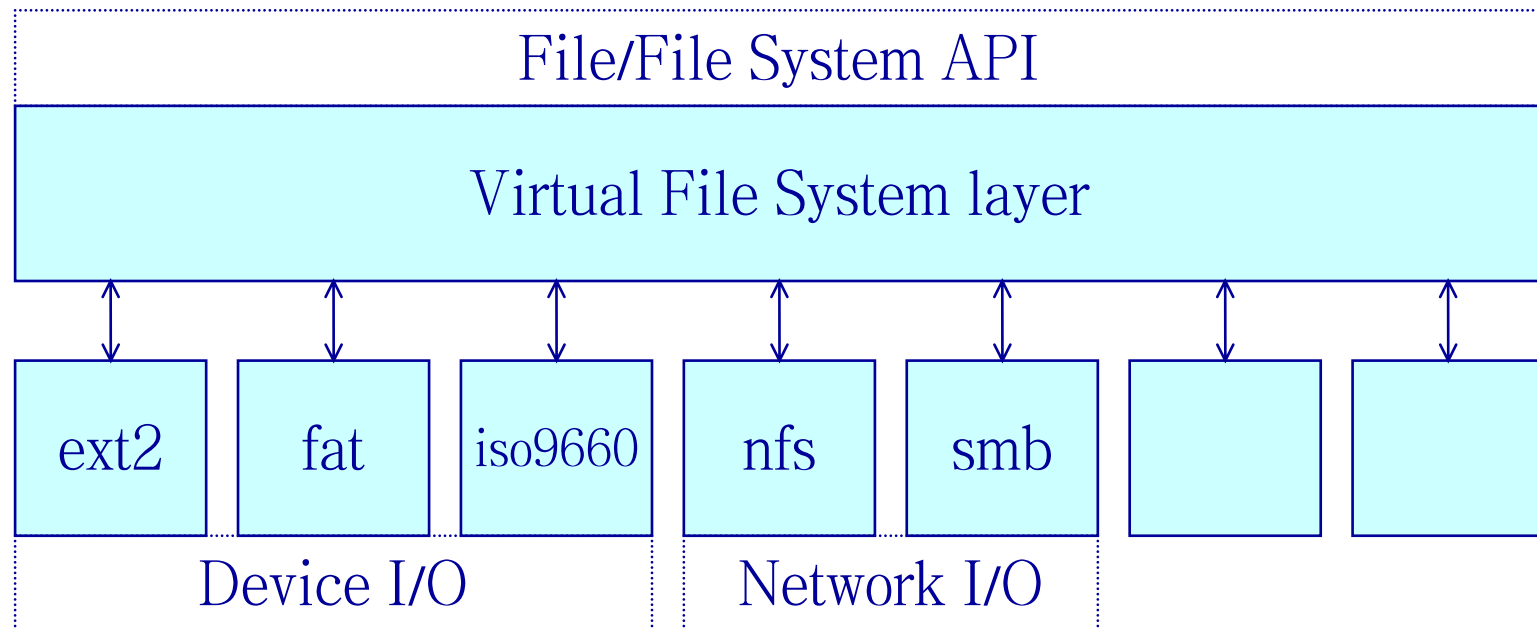 File/File System API
Virtual File System layer
ext2
fat
iso9660
nfs
smb
Device I/O
Network I/O